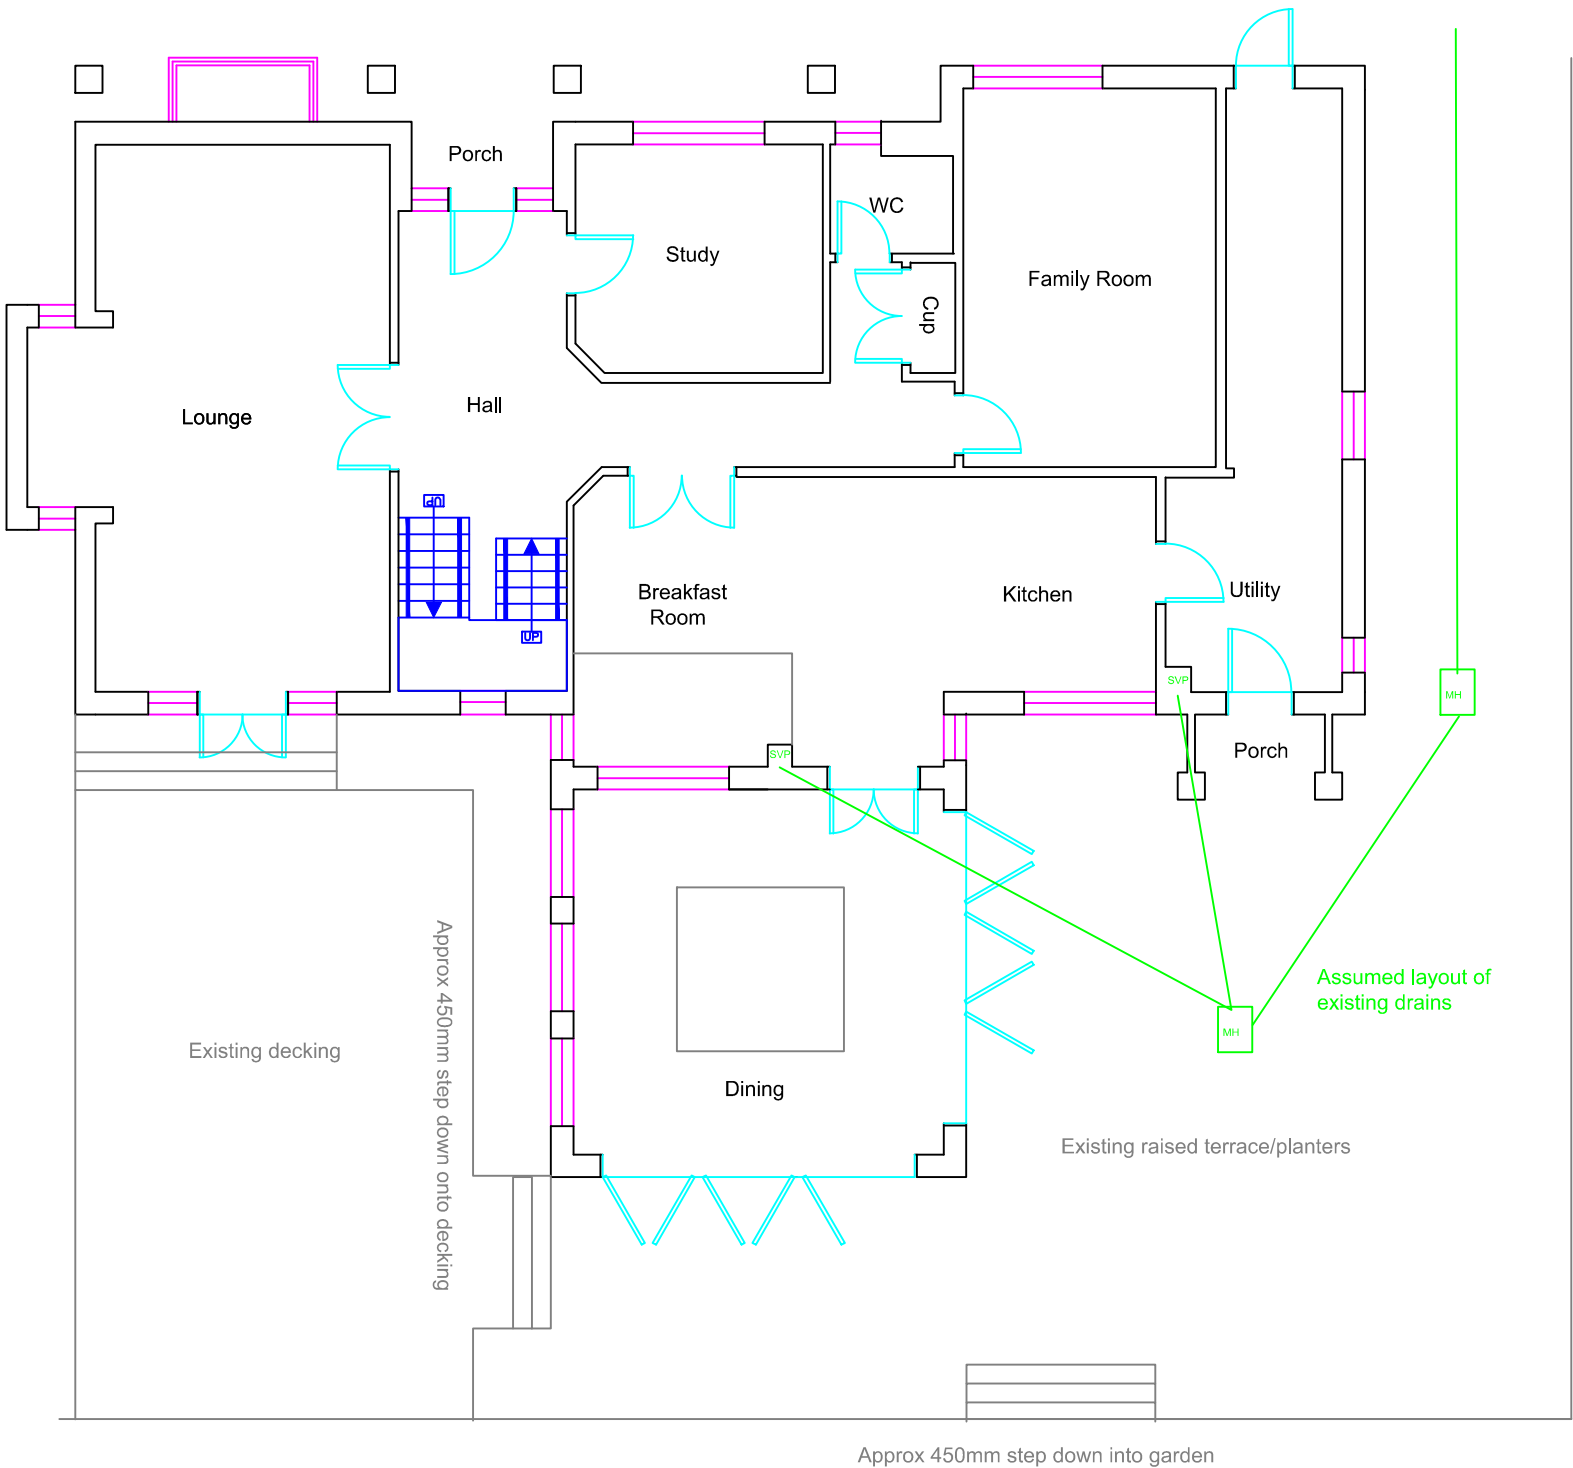 Porch
WC
Study
Family Room
Cup
Hall
Lounge
UP
Breakfast
Room
Kitchen
Utility
UP
SVP
MH
Porch
SVP
Approx 450mm step down onto decking
Assumed layout of
existing drains
MH
Existing decking
Dining
Existing raised terrace/planters
Approx 450mm step down into garden